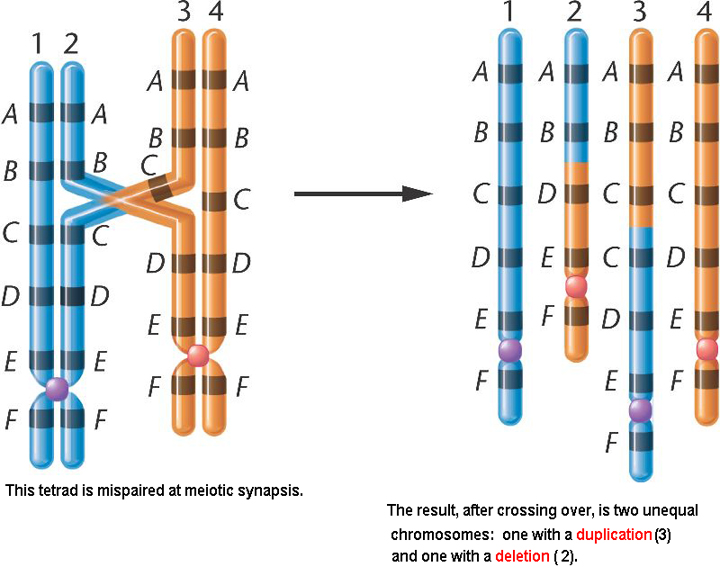 1 2 3 4
A A A A
B B B B
C
C C C
D D D D
E E E E
F F F F
This tetrad is mispaired at meiotic synapsis.
1 2 3 4
A A A A
B B B B
C D C C
D E C D
E F D E
F E F
F
The result, after crossing over, is two unequal
chromosomes: one with a duplication (3)
and one with a deletion ( 2).